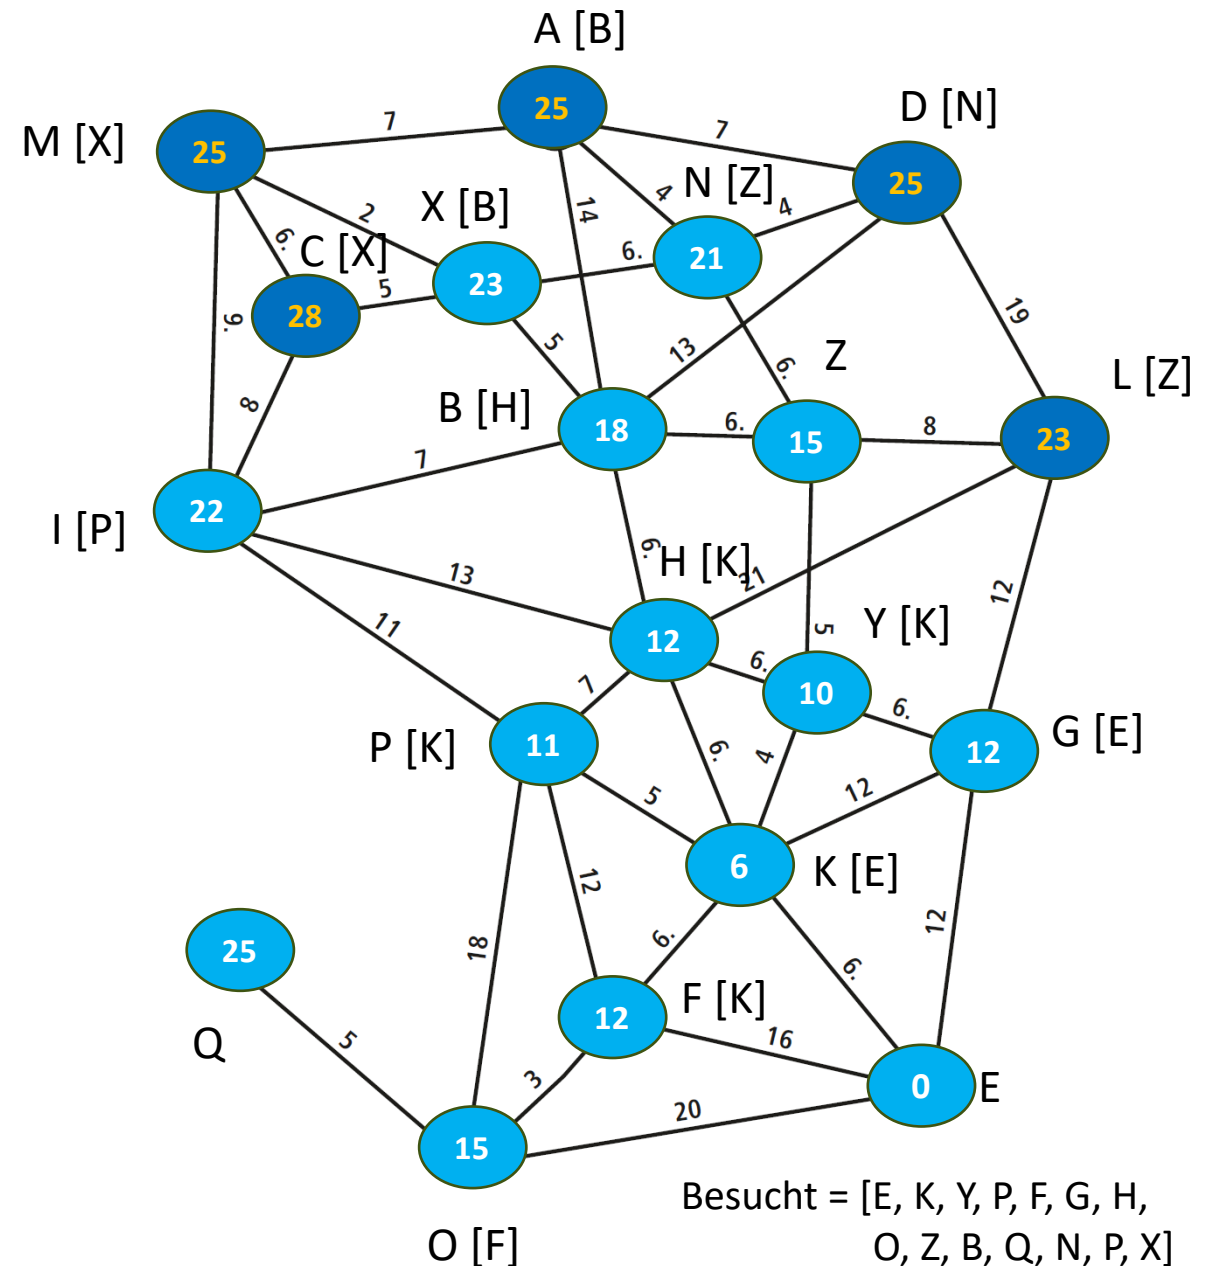 A [B]
25
D [N]
M [X]
7
7
25
25
N [Z]
4
4
X [B]
14
2
6.
C [X]
6.
21
23
5
28
9.
19
5
13
6.
Z
L [Z]
8
B [H]
18
6.
15
8
23
7
22
I [P]
6.
H [K]
21
13
12
11
12
5
Y [K]
6.
10
6.
7
P [K]
11
G [E]
12
6.
4
12
5
6
K [E]
12
12
18
25
6.
6.
F [K]
12
16
Q
5
3
0
E
20
15
Besucht = [E, K, Y, P, F, G, H,
O, Z, B, Q, N, P, X]
O [F]